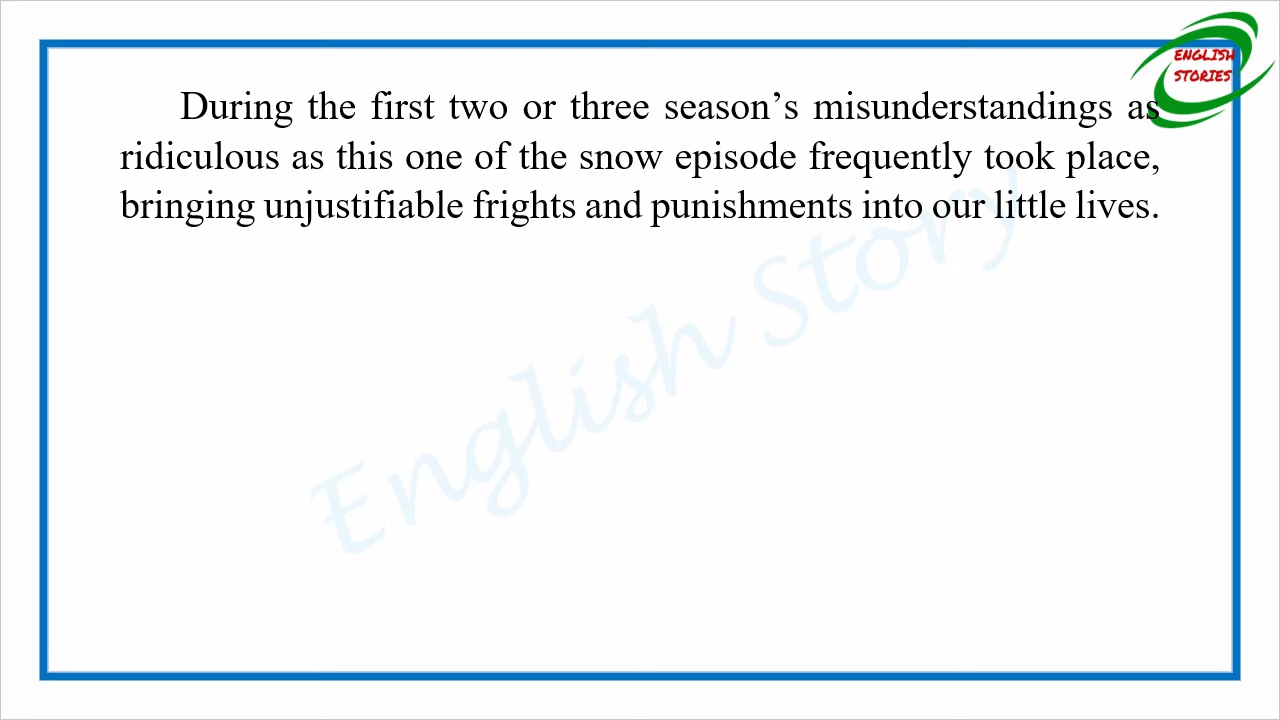 ENGLISH
STORIES
During the first two or three season’s misunderstandings as
ridiculous as this one of the snow episode frequently took place,
bringing unjustifiable frights and punishments into our little lives.
English Story